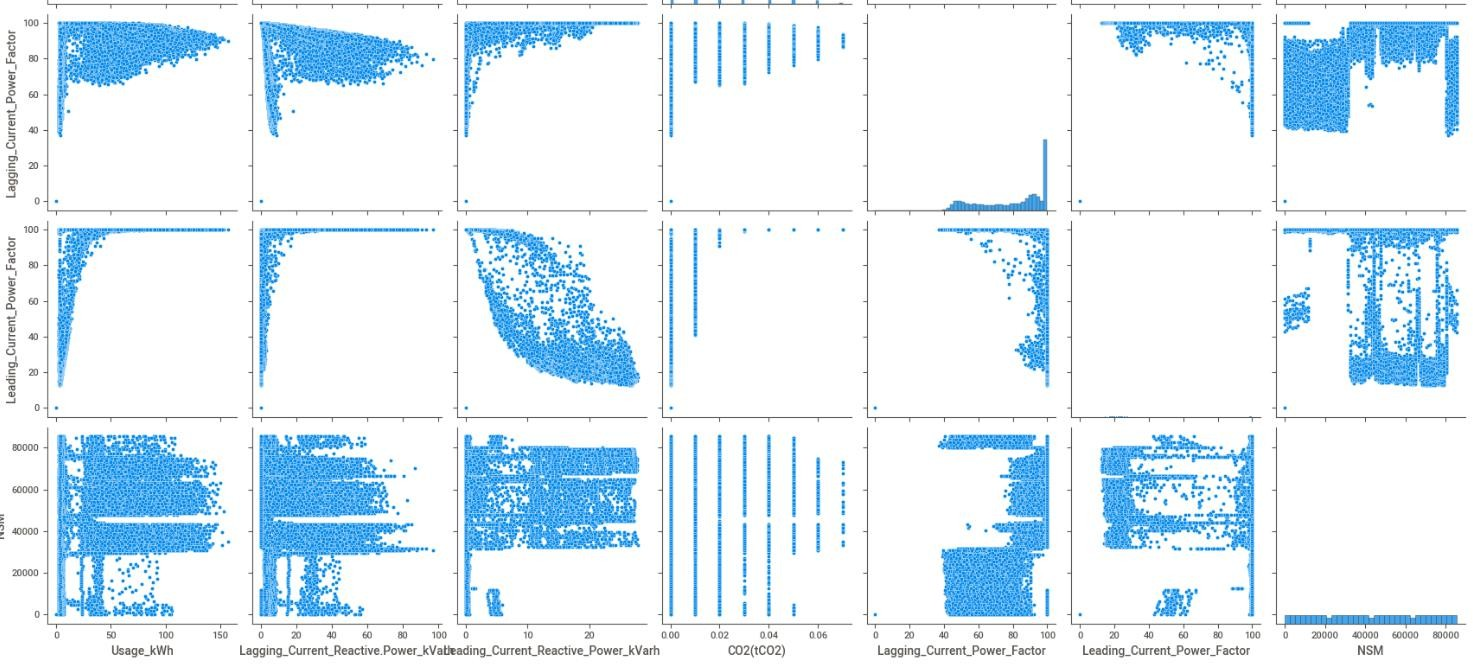 Lagging_Current_Power_Factor
100
80
60
40
20
0
Leading_Current_Power_Factor
100
80
60
40
20
0
NSM
80000
60000
40000
20000
0
0 50 100 150
0 20 40 60 80 100
0 10 20
0.00 0.02 0.04 0.06
0 20 40 60 80 100
0 20 40 60 80 100
0 20000 40000 60000 80000
Usage_kWh
Lagging_Current_Reactive.Power_kVarh
Leading_Current_Reactive_Power_kVarh
CO2(tCO2)
Lagging_Current_Power_Factor
Leading_Current_Power_Factor
NSM